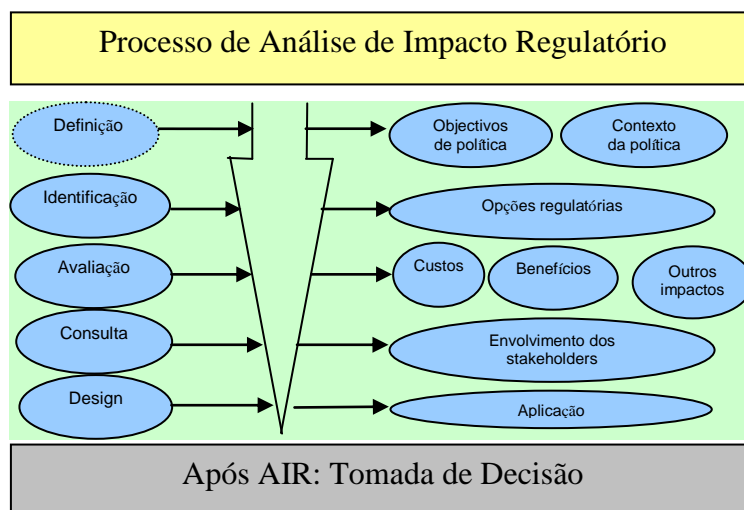 Processo de Análise de Impacto Regulatório
Definição
Objectivos
de política
Contexto
da política
Identificação
Opções regulatórias
Avaliação
Custos
Benefícios
Outros
impactos
Consulta
Envolvimento dos
stakeholders
Design
Aplicação
Após AIR: Tomada de Decisão